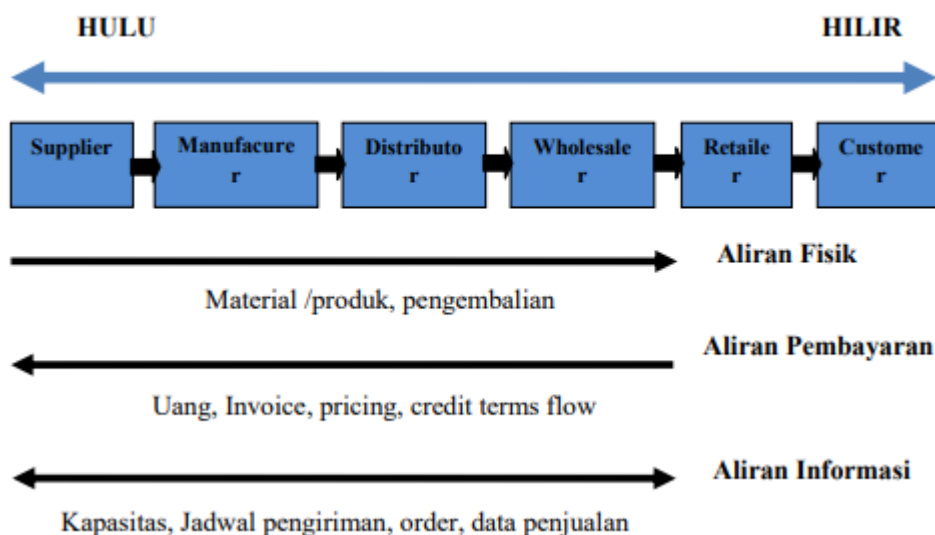 HULU HILIR
Supplier Manufacure Distributo Wholesale Retaile Custome
r r r r r
Aliran Fisik
Material /produk, pengembalian
Aliran Pembayaran
Uang, Invoice, pricing, credit terms flow
Aliran Informasi
Kapasitas, Jadwal pengiriman, order, data penjualan